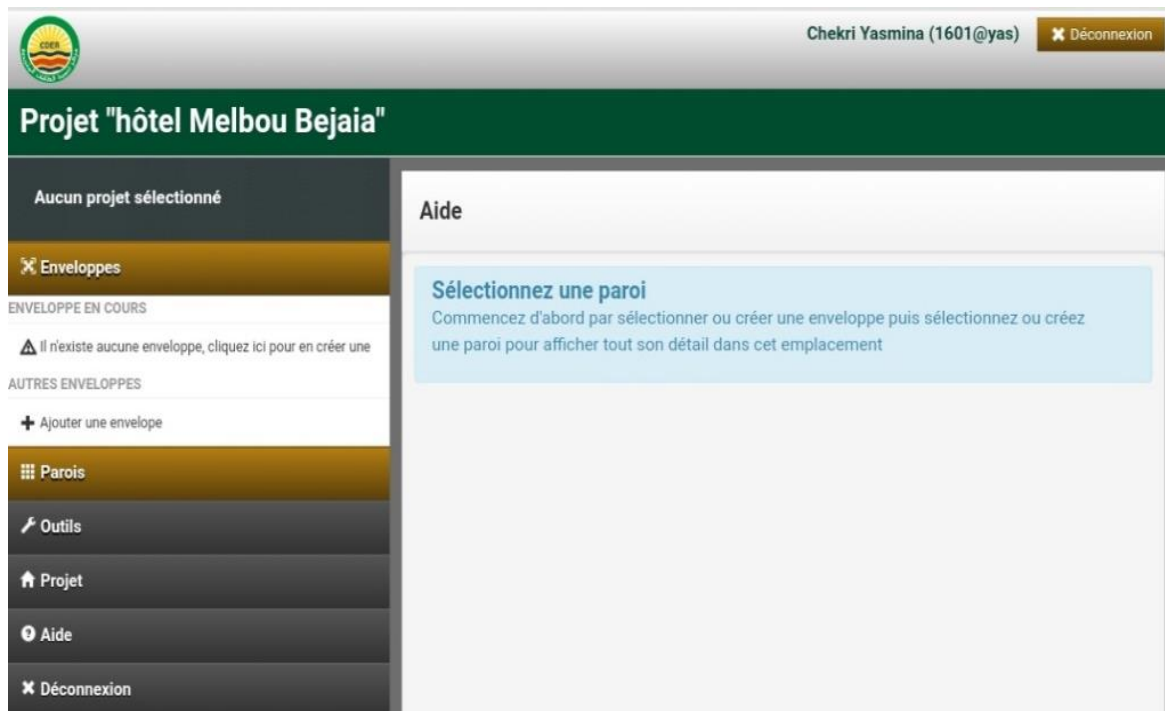 CDER
Chekri Yasmina (1601@yas)
Déconnexion
Projet "hôtel Melbou Bejaia"
Aucun projet sélectionné
Enveloppes
ENVELOPPE EN COURS
Il n'existe aucune enveloppe, cliquez ici pour en créer une
AUTRES ENVELOPPES
Ajouter une envelope
Parois
Outils
Projet
Aide
Déconnexion
Aide
Sélectionnez une paroi
Commencez d'abord par sélectionner ou créer une enveloppe puis sélectionnez ou créez
une paroi pour afficher tout son détail dans cet emplacement